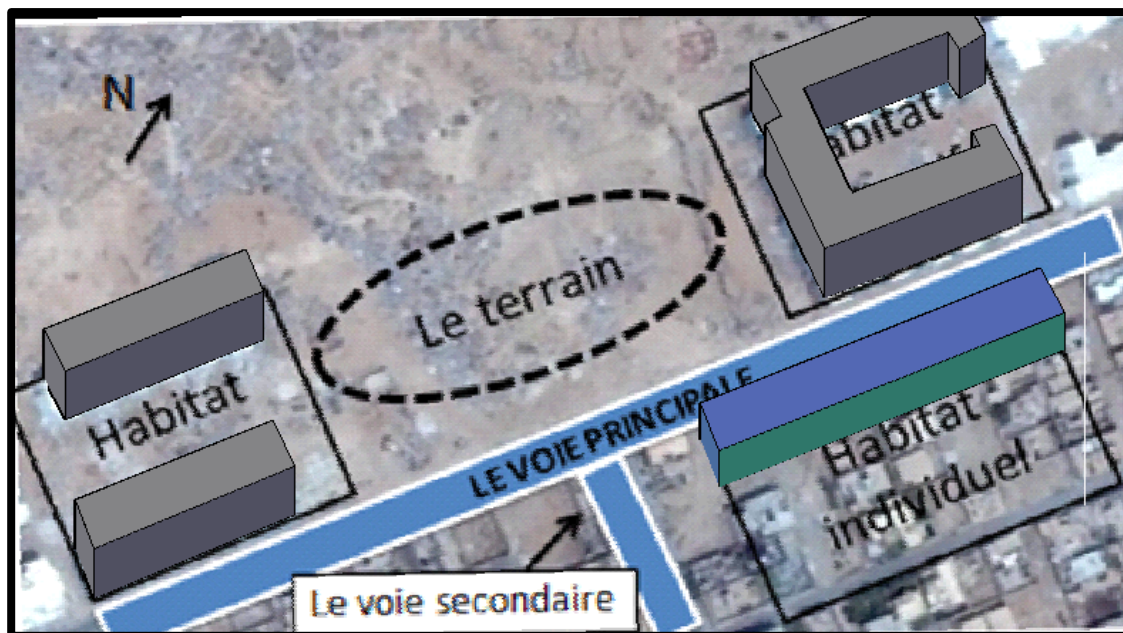 N
abitat
Le terrain
Habitat
LE VOIE PRINCIPALE
Habitat
individuel
Le voie secondaire